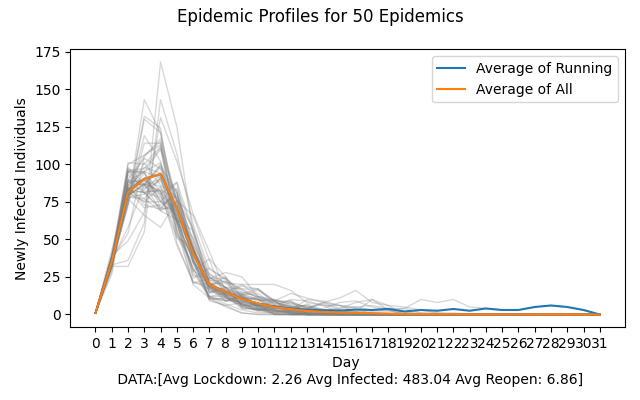 Epidemic Profiles for 50 Epidemics
175
150
125
100
75
50
25
0
Newly Infected Individuals
Average of Running
Average of All
0 1 2 3 4 5 6 7 8 9 10 11 12 13 14 15 16 17 18 19 20 21 22 23 24 25 26 27 28 29 30 31
Day
DATA:[Avg Lockdown: 2.26 Avg Infected: 483.04 Avg Reopen: 6.86]